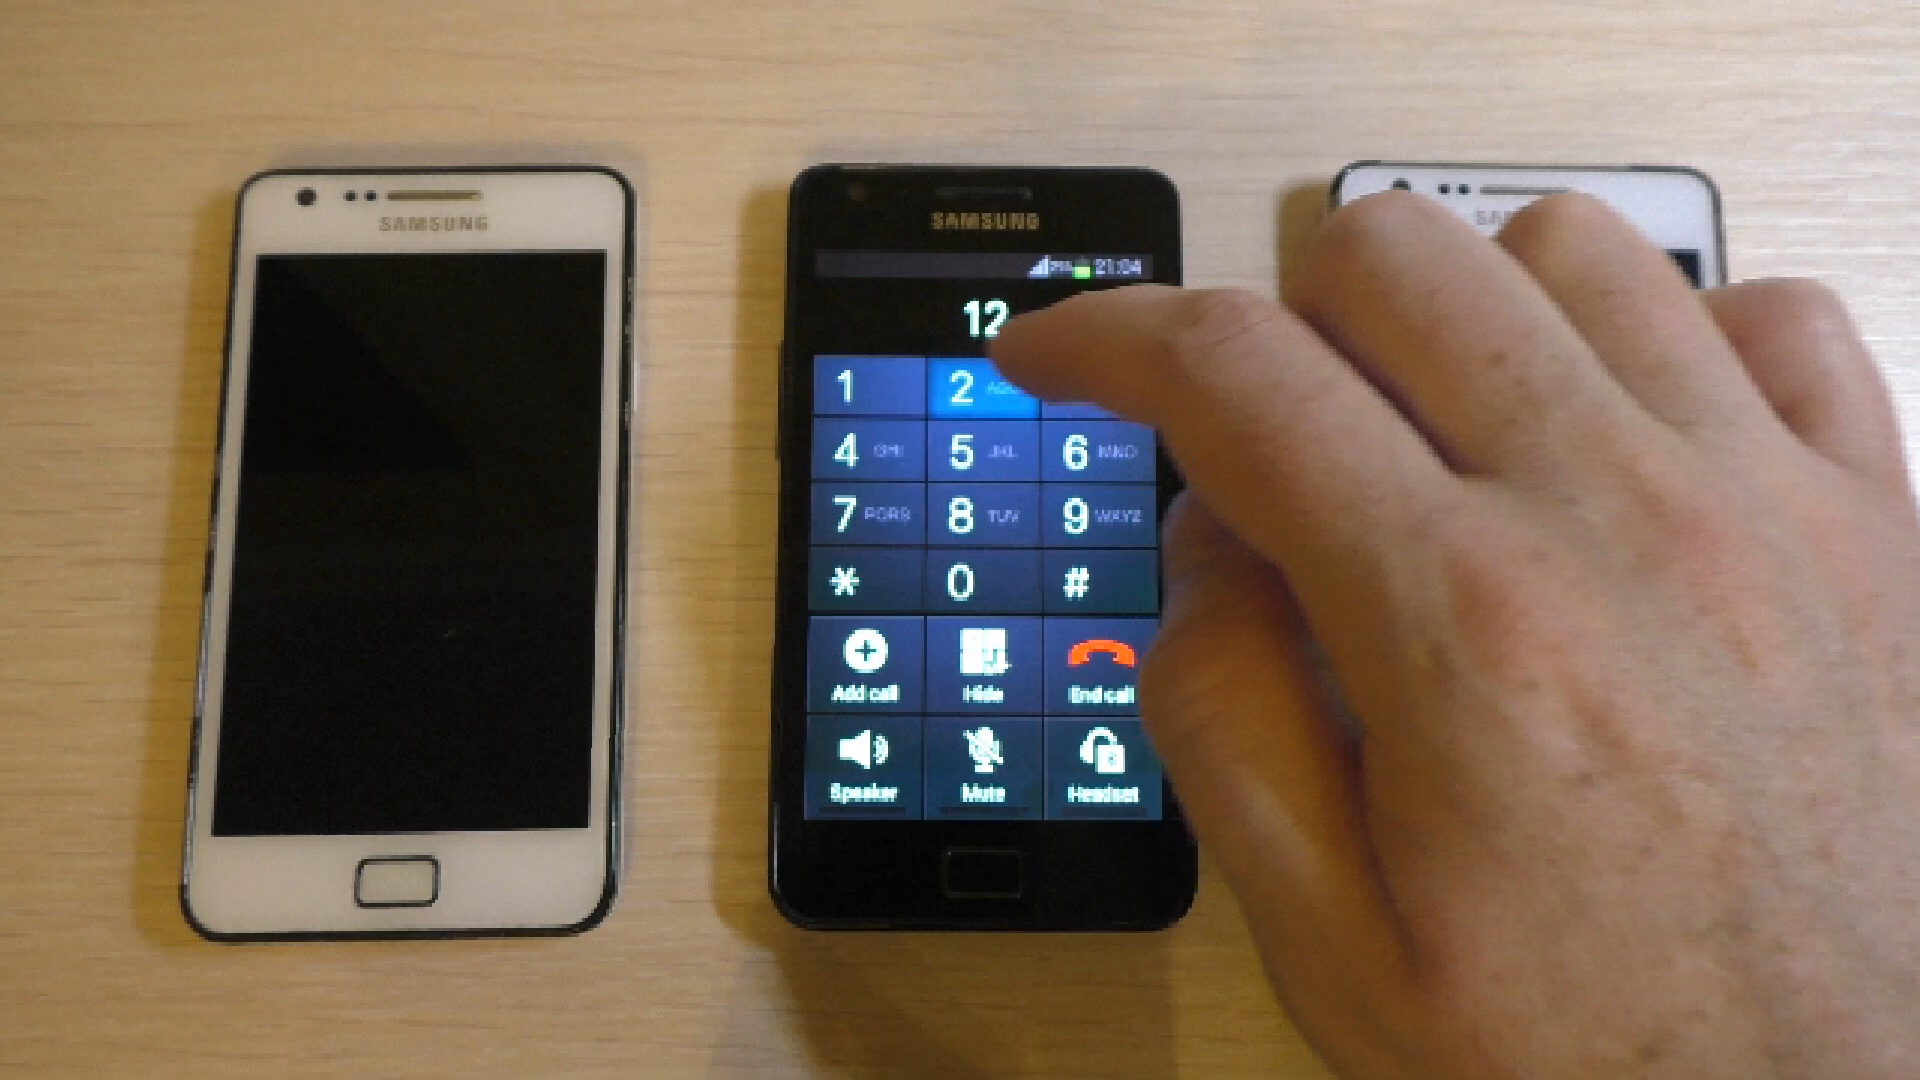 SAMSUNG
SAMSUNG
21:04
12
1
2
4 GHI
5 JKL
6 MNO
7 PQRS
8 TUV
9 WXYZ
*
0
#
Add call
Hide
End call
Speaker
Mute
Headset